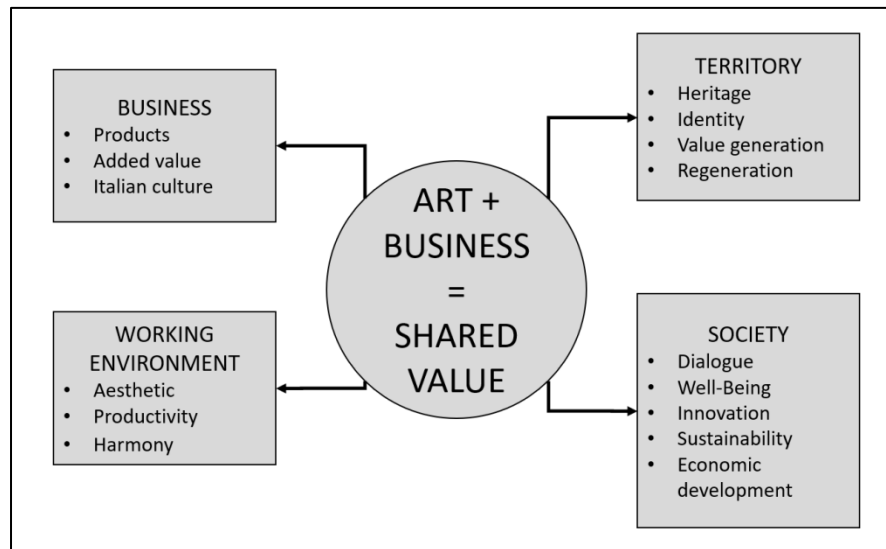 BUSINESS
• Products
• Added value
• Italian culture
TERRITORY
• Heritage
• Identity
• Value generation
• Regeneration
ART +
BUSINESS
=
SHARED
VALUE
WORKING
ENVIRONMENT
• Aesthetic
• Productivity
• Harmony
SOCIETY
• Dialogue
• Well-Being
• Innovation
• Sustainability
• Economic
development